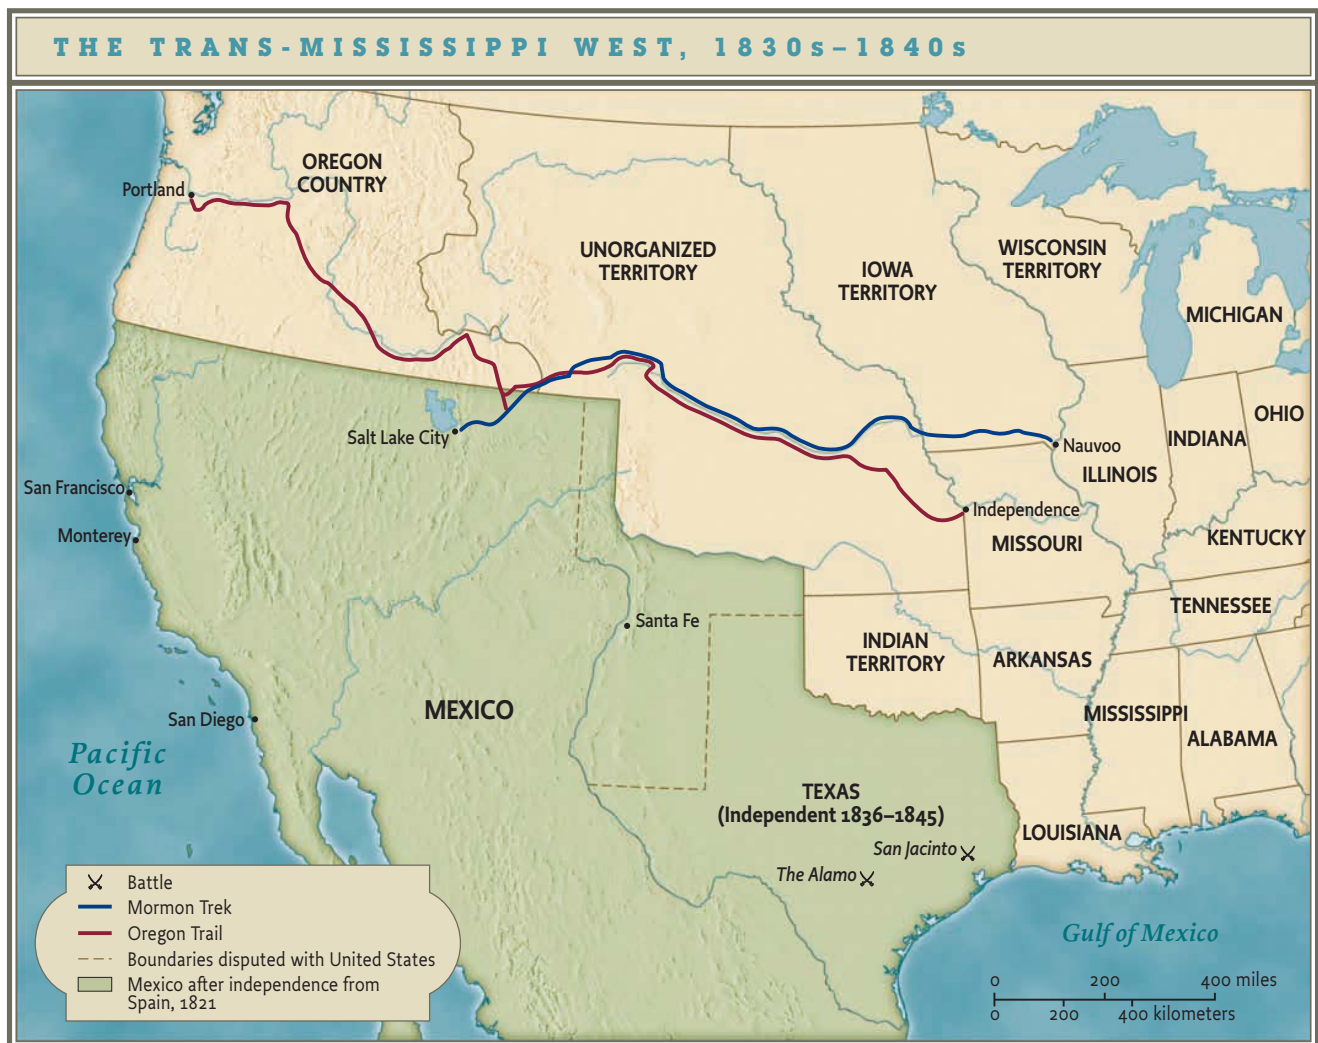 THE TRANS-MISSISSIPPI WEST, 1830s–1840s
OREGON
COUNTRY
Portland
UNORGANIZED
TERRITORY
IOWA
TERRITORY
WISCONSIN
TERRITORY
MICHIGAN
Salt Lake City
Nauvoo
ILLINOIS
INDIANA
OHIO
San Francisco
Monterey
Independence
MISSOURI
KENTUCKY
TENNESSEE
Santa Fe
INDIAN
TERRITORY
ARKANSAS
MEXICO
San Diego
MISSISSIPPI
ALABAMA
Pacific
Ocean
TEXAS
(Independent 1836–1845)
San Jacinto
The Alamo
LOUISIANA
Gulf of Mexico
Battle
Mormon Trek
Oregon Trail
Boundaries disputed with United States
Mexico after independence from
Spain, 1821
0 200 400 miles
0 200 400 kilometers